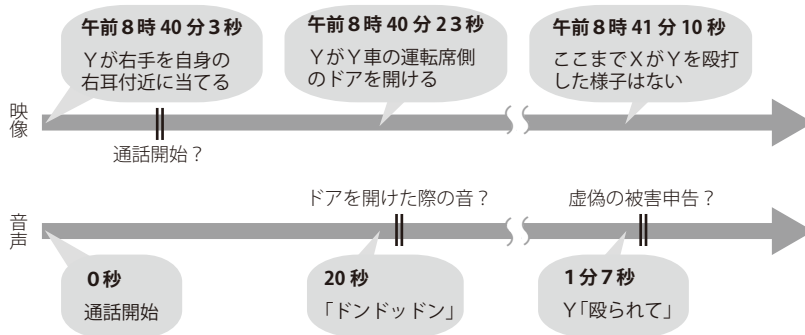 午前8時40分3秒
Yが右手を自身の
右耳付近に当てる
午前8時40分23秒
YがY車の運転席側
のドアを開ける
午前8時41分10秒
ここまでXがYを殴打
した様子はない
映像
通話開始？
ドアを開けた際の音？
虚偽の被害申告？
音声
0秒
通話開始
20秒
「ドンドッドン」
1分7秒
Y「殴られて」